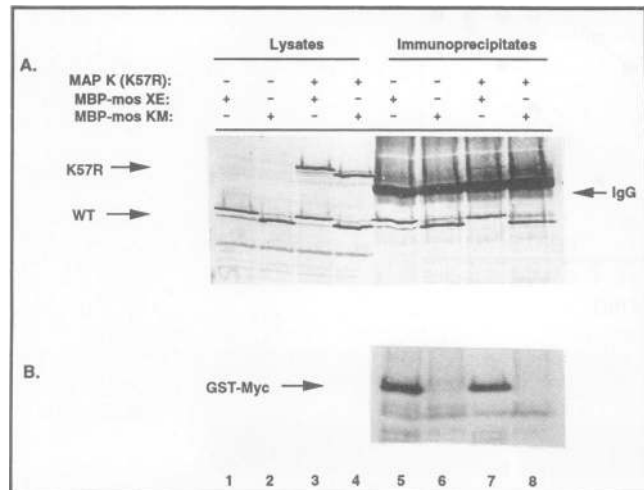 Lysates Immunoprecipitates
A.
MAP K (K57R): - - + + - - + +
MBP-mos XE: + - + - + - + -
MBP-mos KM: - + - + - + - +
K57R
IgG
WT
B.
GST-Myc
1 2 3 4 5 6 7 8